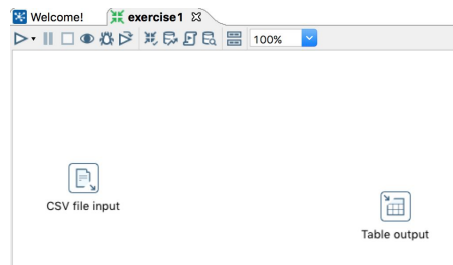 Welcome!
exercise1
100%
CSV file input
Table output